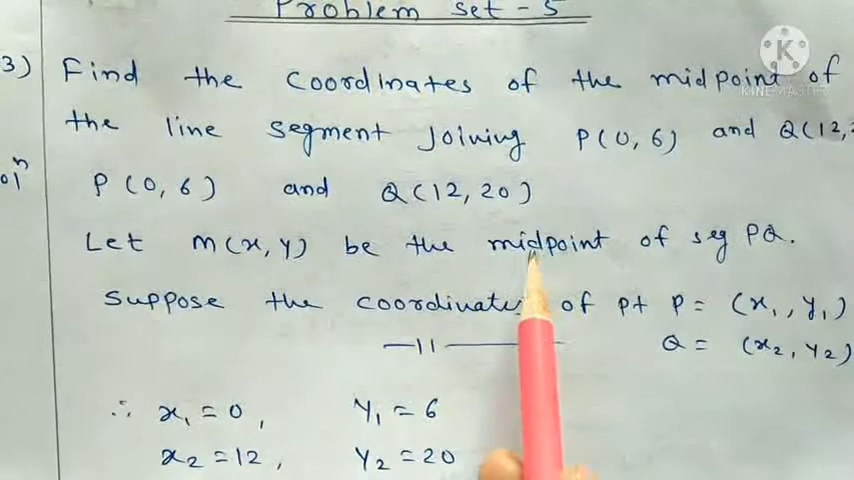 Problem Set - 5
3) Find the coordinates of the midpoint of
the line segment joining P(0, 6) and Q(12,
P(0, 6) and Q(12, 20)
Let M(x, y) be the midpoint of seg PQ.
Suppose the coordinates of pt P = (x₁, y₁)
—11— Q = (x₂, y₂)
∴ x₁ = 0, y₁ = 6
x₂ = 12, y₂ = 20
K
KINEMASTER